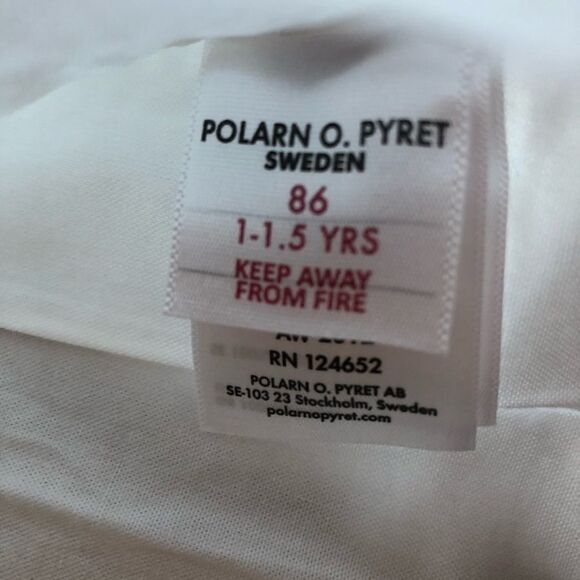 POLARN O. PYRET
SWEDEN
86
1-1.5 YRS
KEEP AWAY
FROM FIRE
RN 124652
POLARN O. PYRET AB
SE-103 23 Stockholm, Sweden
polarnopyret.com